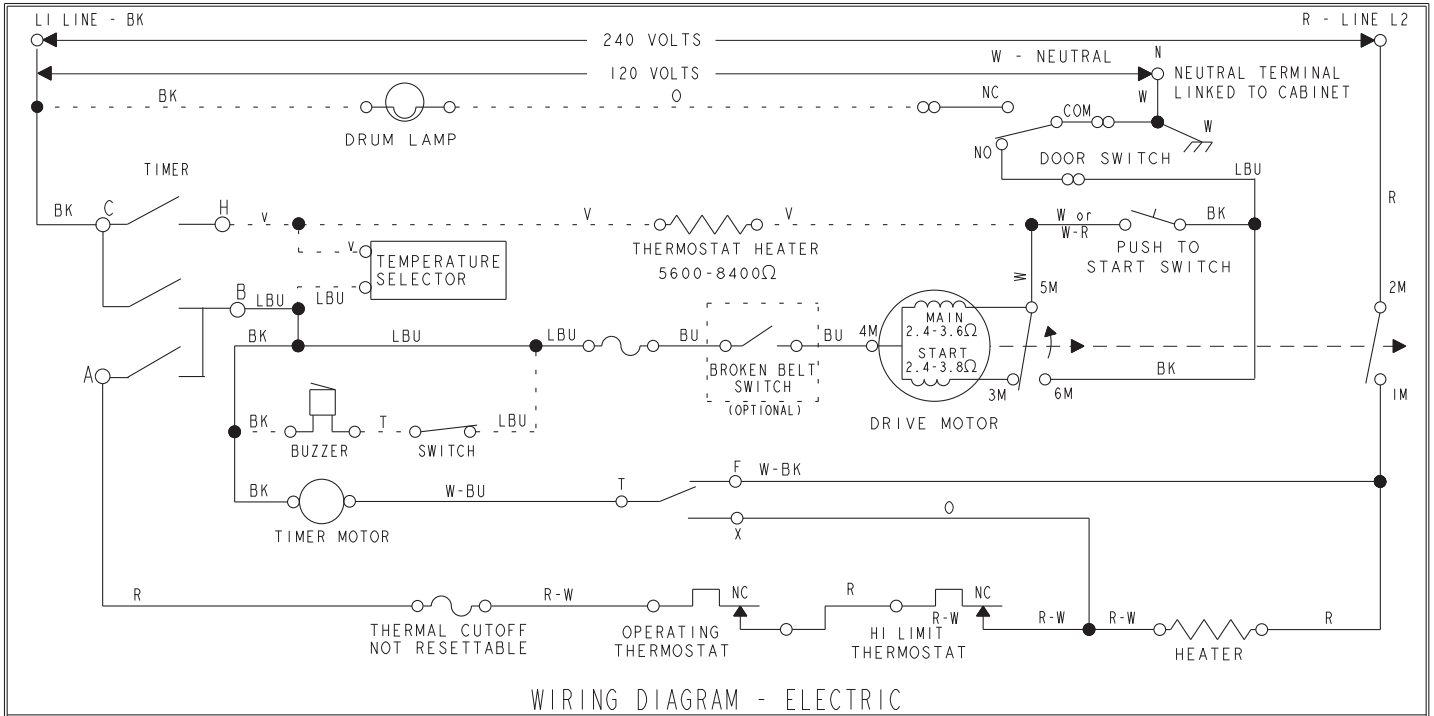 L1 LINE - BK
R - LINE L2
240 VOLTS
W - NEUTRAL
N
120 VOLTS
NEUTRAL TERMINAL
LINKED TO CABINET
BK
O
NC
W
DRUM LAMP
COM
W
NO
DOOR SWITCH
TIMER
LBU
R
BK
C
H
V
V
V
W or
W-R
BK
THERMOSTAT HEATER
5600-8400Ω
PUSH TO
START SWITCH
V
TEMPERATURE
SELECTOR
W
B
LBU
LBU
5M
2M
BK
LBU
LBU
BU
BU
4M
MAIN
2.4-3.6Ω
START
2.4-3.8Ω
BROKEN BELT
SWITCH
(OPTIONAL)
BK
A
3M
6M
1M
DRIVE MOTOR
BK
T
LBU
BUZZER
SWITCH
F
W-BK
BK
W-BU
T
TIMER MOTOR
X
O
R
R-W
NC
R
R-W
NC
R-W
R-W
R
THERMAL CUTOFF
NOT RESETTABLE
OPERATING
THERMOSTAT
HI LIMIT
THERMOSTAT
HEATER
WIRING DIAGRAM - ELECTRIC